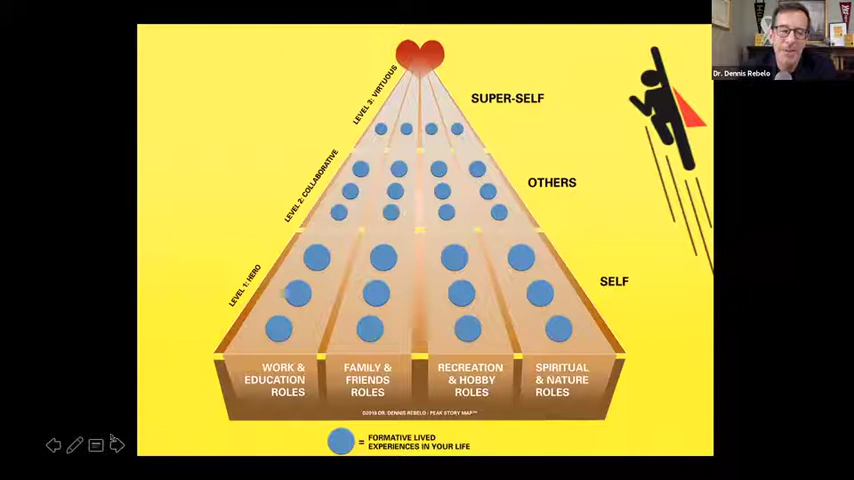 Dr. Dennis Rebelo
LEVEL 3: VIRTUOUS
SUPER-SELF
LEVEL 2: COLLABORATIVE
OTHERS
LEVEL 1: HERO
SELF
WORK &
EDUCATION
ROLES
FAMILY &
FRIENDS
ROLES
RECREATION
& HOBBY
ROLES
SPIRITUAL
& NATURE
ROLES
©2018 DR. DENNIS REBELO / PEAK STORY MAP™
= FORMATIVE LIVED
EXPERIENCES IN YOUR LIFE